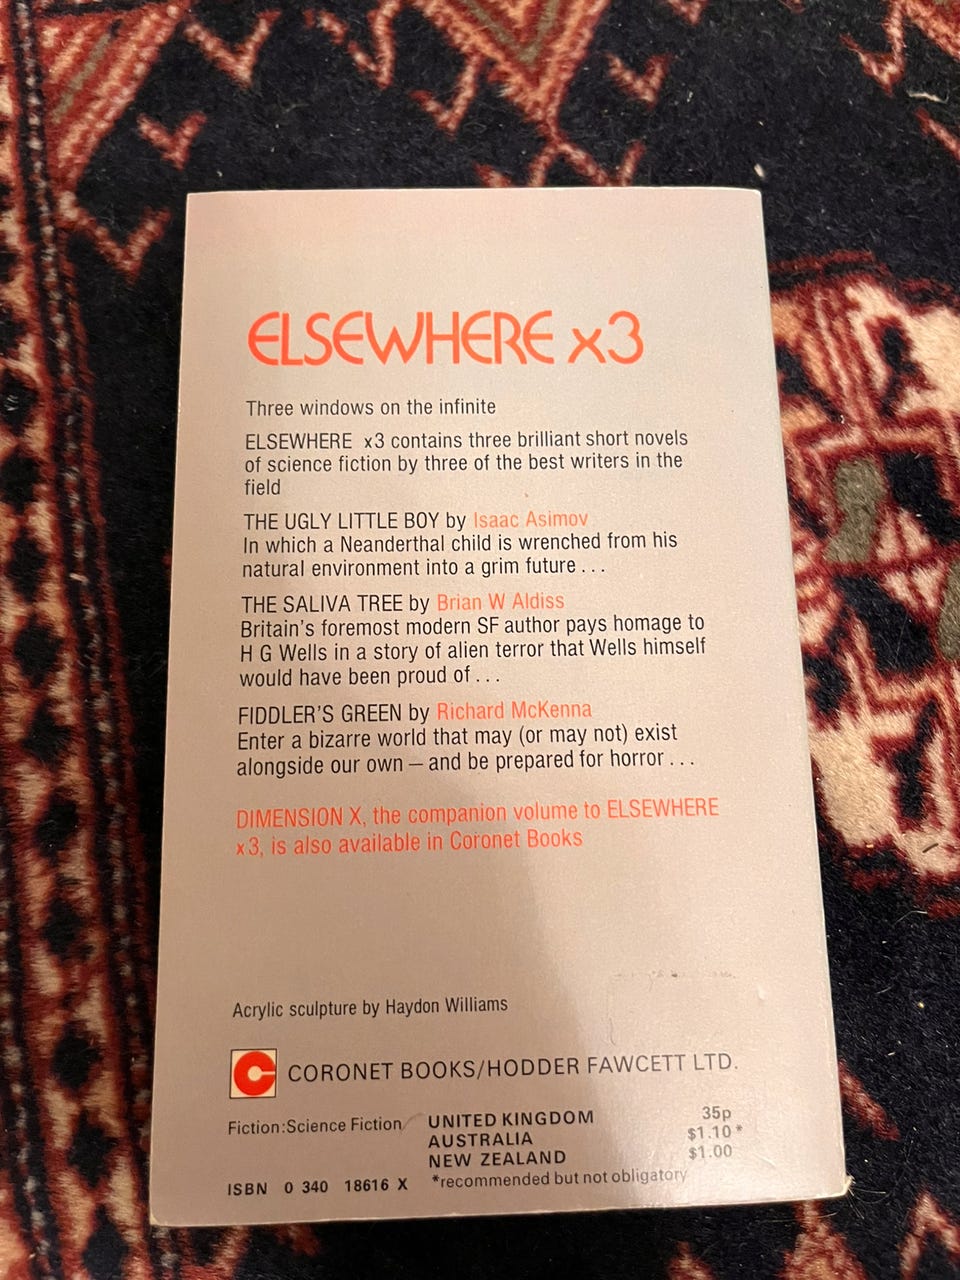 ELSEWHERE x3
Three windows on the infinite
ELSEWHERE x3 contains three brilliant short novels
of science fiction by three of the best writers in the
field
THE UGLY LITTLE BOY by Isaac Asimov
In which a Neanderthal child is wrenched from his
natural environment into a grim future . . .
THE SALIVA TREE by Brian W Aldiss
Britain's foremost modern SF author pays homage to
H G Wells in a story of alien terror that Wells himself
would have been proud of . . .
FIDDLER'S GREEN by Richard McKenna
Enter a bizarre world that may (or may not) exist
alongside our own — and be prepared for horror . . .
DIMENSION X, the companion volume to ELSEWHERE
x3, is also available in Coronet Books
Acrylic sculpture by Haydon Williams
CORONET BOOKS/HODDER FAWCETT LTD.
Fiction:Science Fiction UNITED KINGDOM 35p
AUSTRALIA $1.10*
NEW ZEALAND $1.00
ISBN 0 340 18616 X *recommended but not obligatory